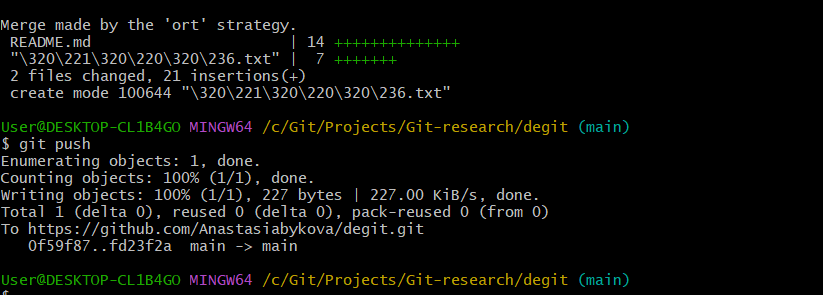 Merge made by the 'ort' strategy.
 README.md                      | 14 ++++++++++++++
 "\320\221\320\220\320\236.txt" |  7 +++++++
 2 files changed, 21 insertions(+)
 create mode 100644 "\320\221\320\220\320\236.txt"
User@DESKTOP-CL1B4GO MINGW64 /c/Git/Projects/Git-research/degit (main)
$ git push
Enumerating objects: 1, done.
Counting objects: 100% (1/1), done.
Writing objects: 100% (1/1), 227 bytes | 227.00 KiB/s, done.
Total 1 (delta 0), reused 0 (delta 0), pack-reused 0 (from 0)
To https://github.com/Anastasiabykova/degit.git
   0f59f87..fd23f2a  main -> main
User@DESKTOP-CL1B4GO MINGW64 /c/Git/Projects/Git-research/degit (main)
$